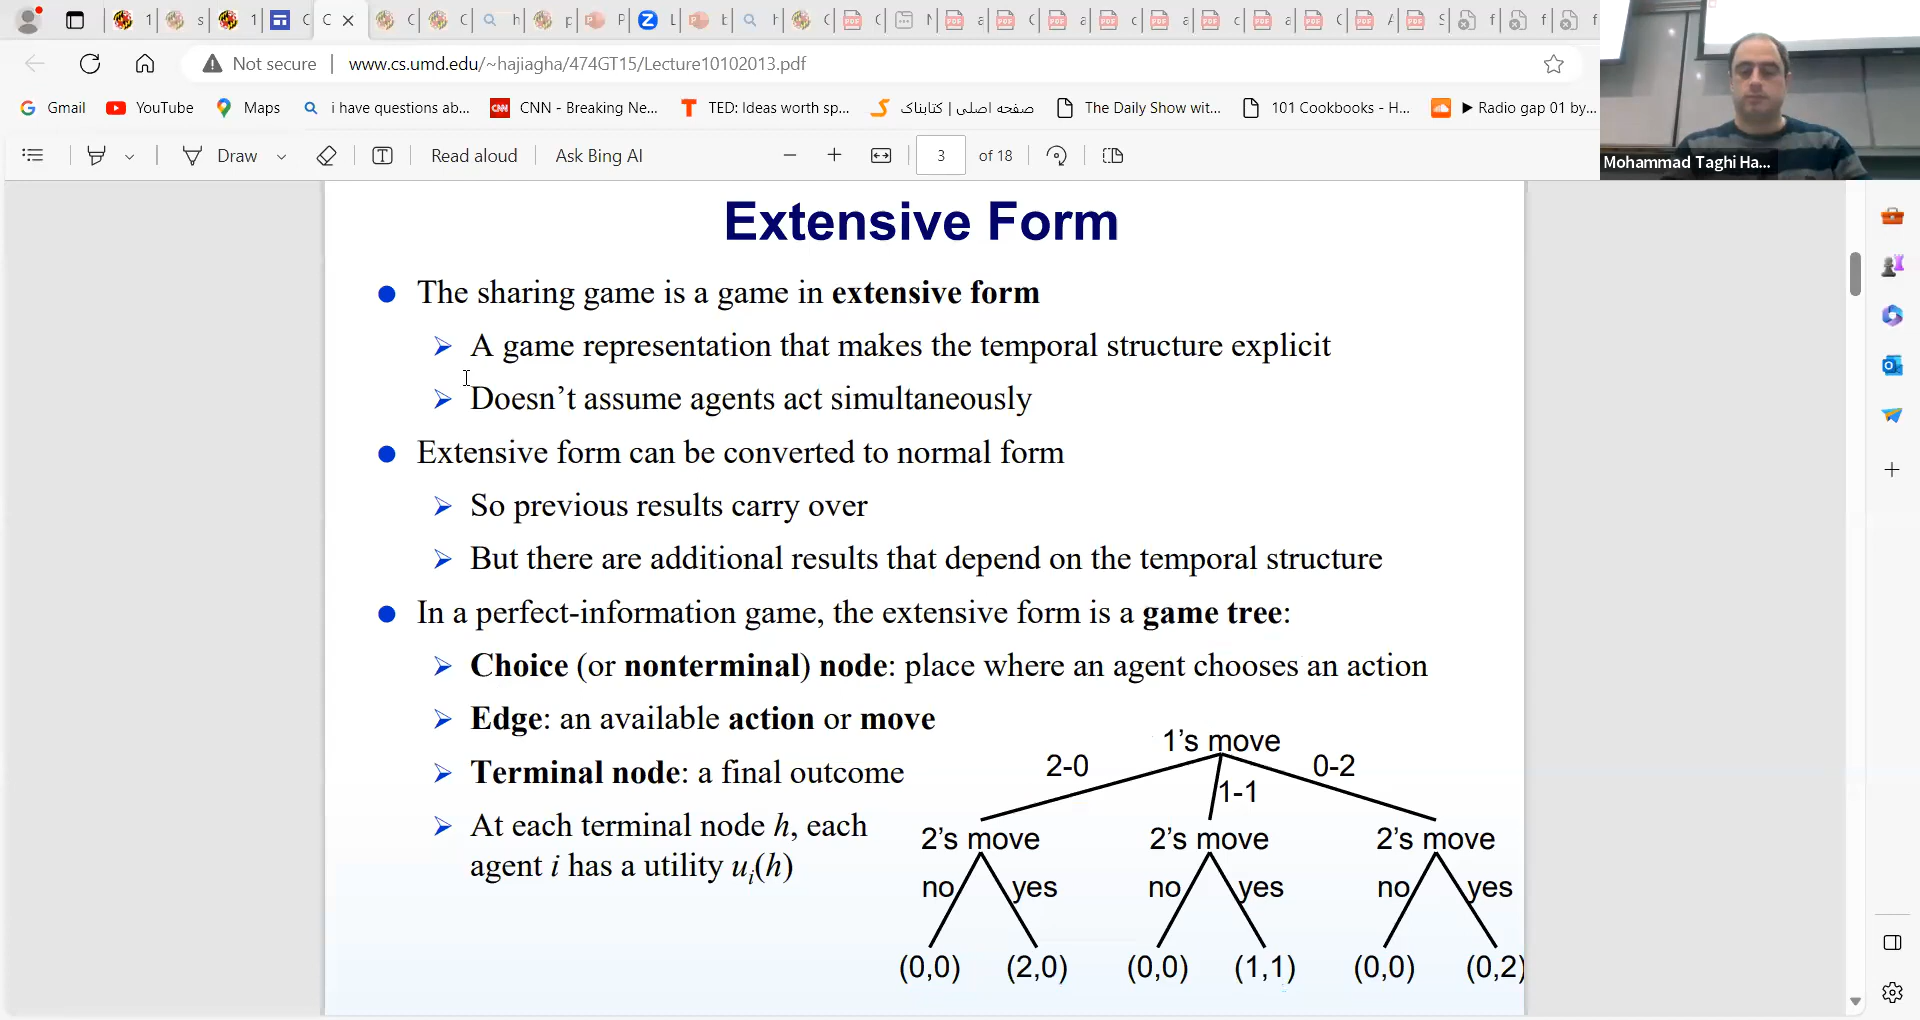 Not secure www.cs.umd.edu/~hajiagha/474GT15/Lecture10102013.pdf
Gmail YouTube Maps i have questions ab... CNN - Breaking Ne... TED: Ideas worth sp... صفحه اصلی | کتابناک The Daily Show wit... 101 Cookbooks - H... ▶ Radio gap 01 by...
Draw Read aloud Ask Bing AI 3 of 18
Mohammad Taghi Ha...
Extensive Form
● The sharing game is a game in extensive form
➢ A game representation that makes the temporal structure explicit
➢ Doesn't assume agents act simultaneously
● Extensive form can be converted to normal form
➢ So previous results carry over
➢ But there are additional results that depend on the temporal structure
● In a perfect-information game, the extensive form is a game tree:
➢ Choice (or nonterminal) node: place where an agent chooses an action
➢ Edge: an available action or move
➢ Terminal node: a final outcome
➢ At each terminal node h, each
agent i has a utility uᵢ(h)
1's move
2-0 1-1 0-2
2's move 2's move 2's move
no yes no yes no yes
(0,0) (2,0) (0,0) (1,1) (0,0) (0,2)